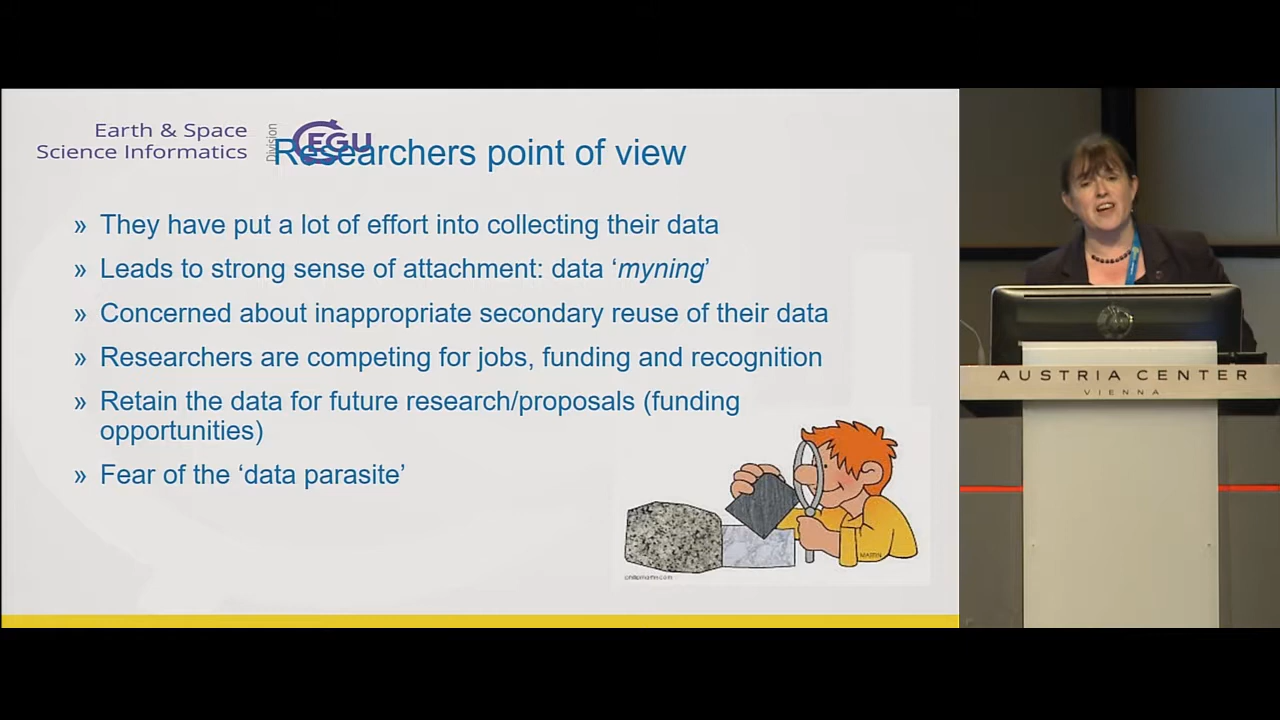 Earth & Space
Science Informatics
Division
EGU
Researchers point of view
» They have put a lot of effort into collecting their data
» Leads to strong sense of attachment: data ‘myning’
» Concerned about inappropriate secondary reuse of their data
» Researchers are competing for jobs, funding and recognition
» Retain the data for future research/proposals (funding
opportunities)
» Fear of the ‘data parasite’
MARTIN
AUSTRIA CENTER
VIENNA